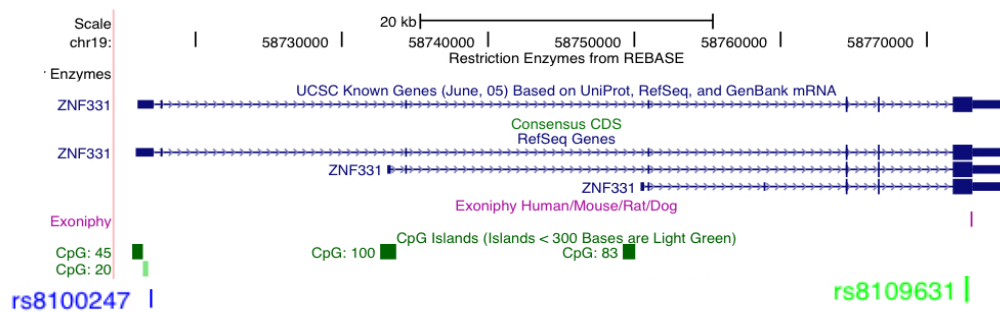 Scale 20 kb
chr19: 58730000 58740000 58750000 58760000 58770000
Restriction Enzymes from REBASE
Enzymes
UCSC Known Genes (June, 05) Based on UniProt, RefSeq, and GenBank mRNA
ZNF331
Consensus CDS
RefSeq Genes
ZNF331
ZNF331
ZNF331
Exoniphy Human/Mouse/Rat/Dog
Exoniphy
CpG Islands (Islands < 300 Bases are Light Green)
CpG: 45 CpG: 100 CpG: 83
CpG: 20
rs8100247 rs8109631